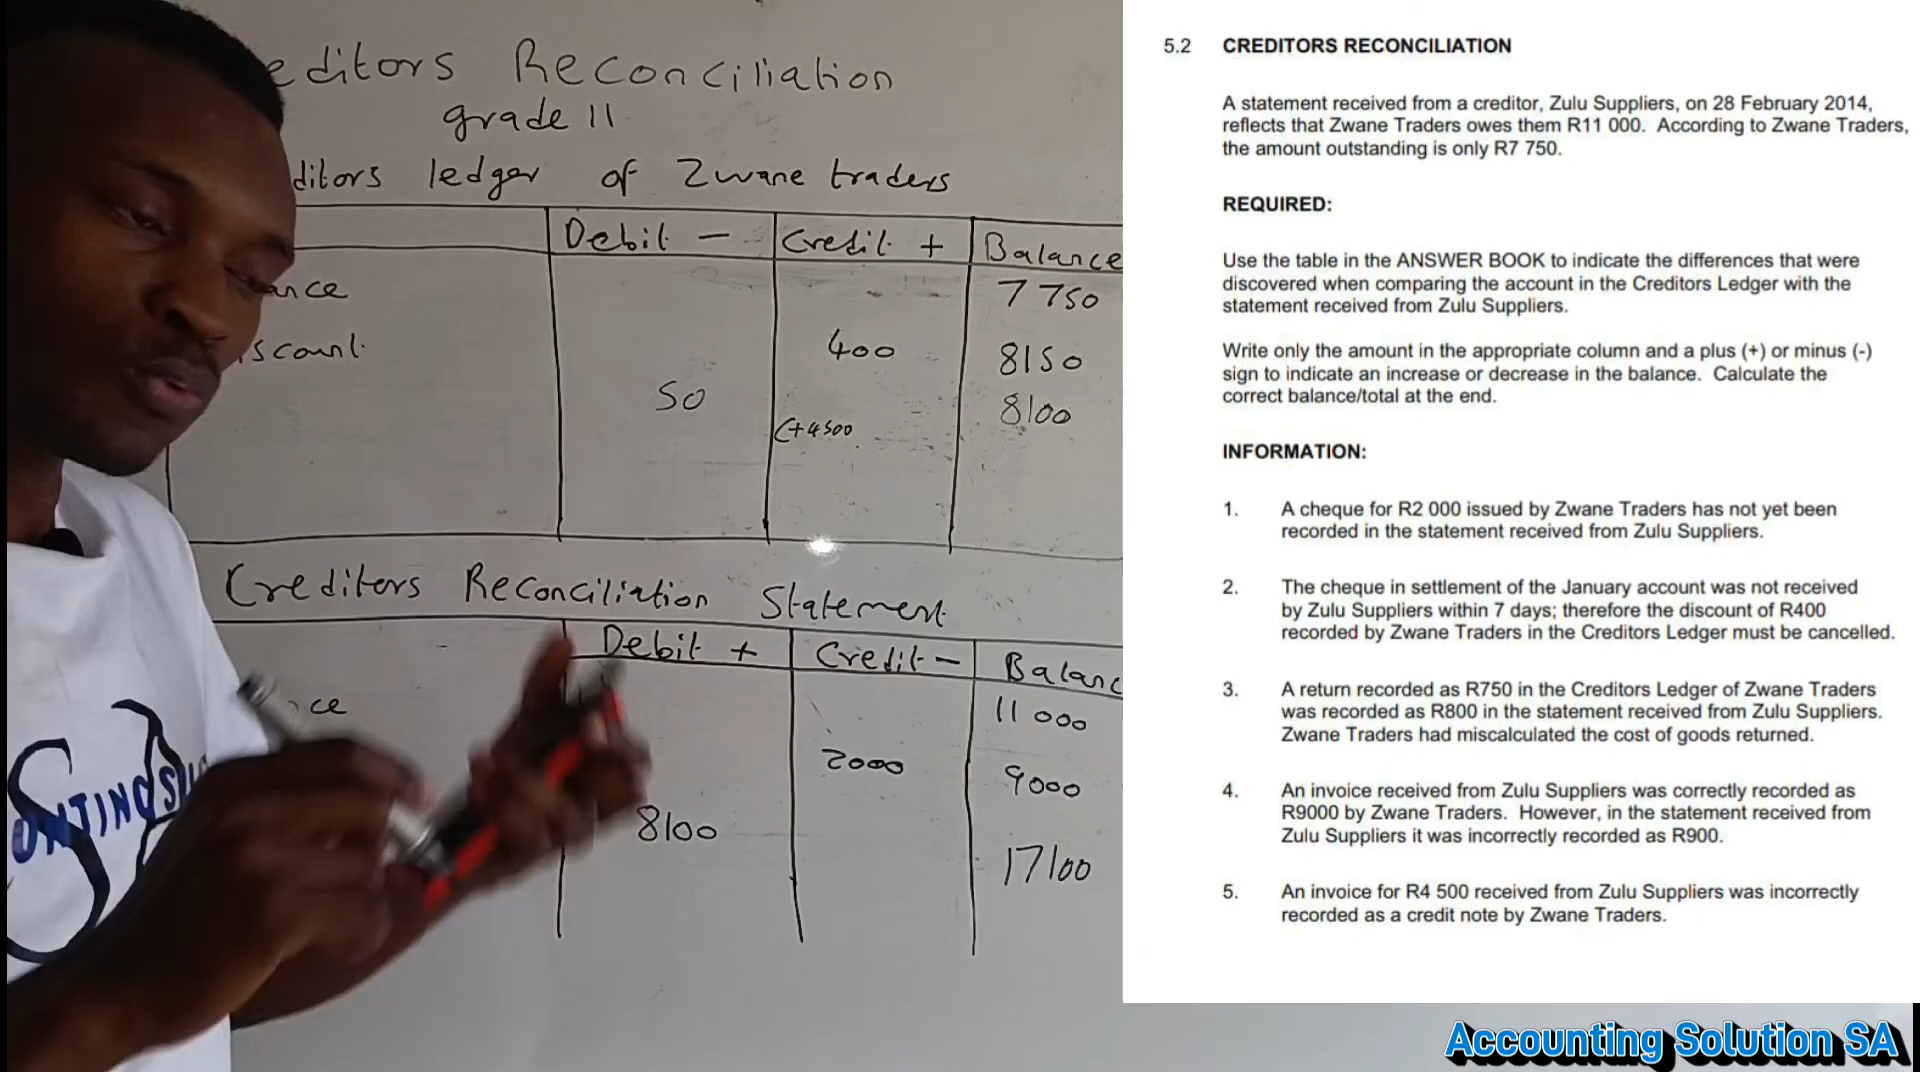 editors Reconciliation
grade 11
ditors ledger of Zwane traders
Debit - Credit + Balance
ance 7 750
scount 400 8150
50 8100
(+4500
Creditors Reconciliation Statement
Debit + Credit - Balanc
ce 11 000
2000 9000
8100 17100
5.2 CREDITORS RECONCILIATION
A statement received from a creditor, Zulu Suppliers, on 28 February 2014,
reflects that Zwane Traders owes them R11 000. According to Zwane Traders,
the amount outstanding is only R7 750.
REQUIRED:
Use the table in the ANSWER BOOK to indicate the differences that were
discovered when comparing the account in the Creditors Ledger with the
statement received from Zulu Suppliers.
Write only the amount in the appropriate column and a plus (+) or minus (-)
sign to indicate an increase or decrease in the balance. Calculate the
correct balance/total at the end.
INFORMATION:
1. A cheque for R2 000 issued by Zwane Traders has not yet been
recorded in the statement received from Zulu Suppliers.
2. The cheque in settlement of the January account was not received
by Zulu Suppliers within 7 days; therefore the discount of R400
recorded by Zwane Traders in the Creditors Ledger must be cancelled.
3. A return recorded as R750 in the Creditors Ledger of Zwane Traders
was recorded as R800 in the statement received from Zulu Suppliers.
Zwane Traders had miscalculated the cost of goods returned.
4. An invoice received from Zulu Suppliers was correctly recorded as
R9000 by Zwane Traders. However, in the statement received from
Zulu Suppliers it was incorrectly recorded as R900.
5. An invoice for R4 500 received from Zulu Suppliers was incorrectly
recorded as a credit note by Zwane Traders.
Accounting Solution SA